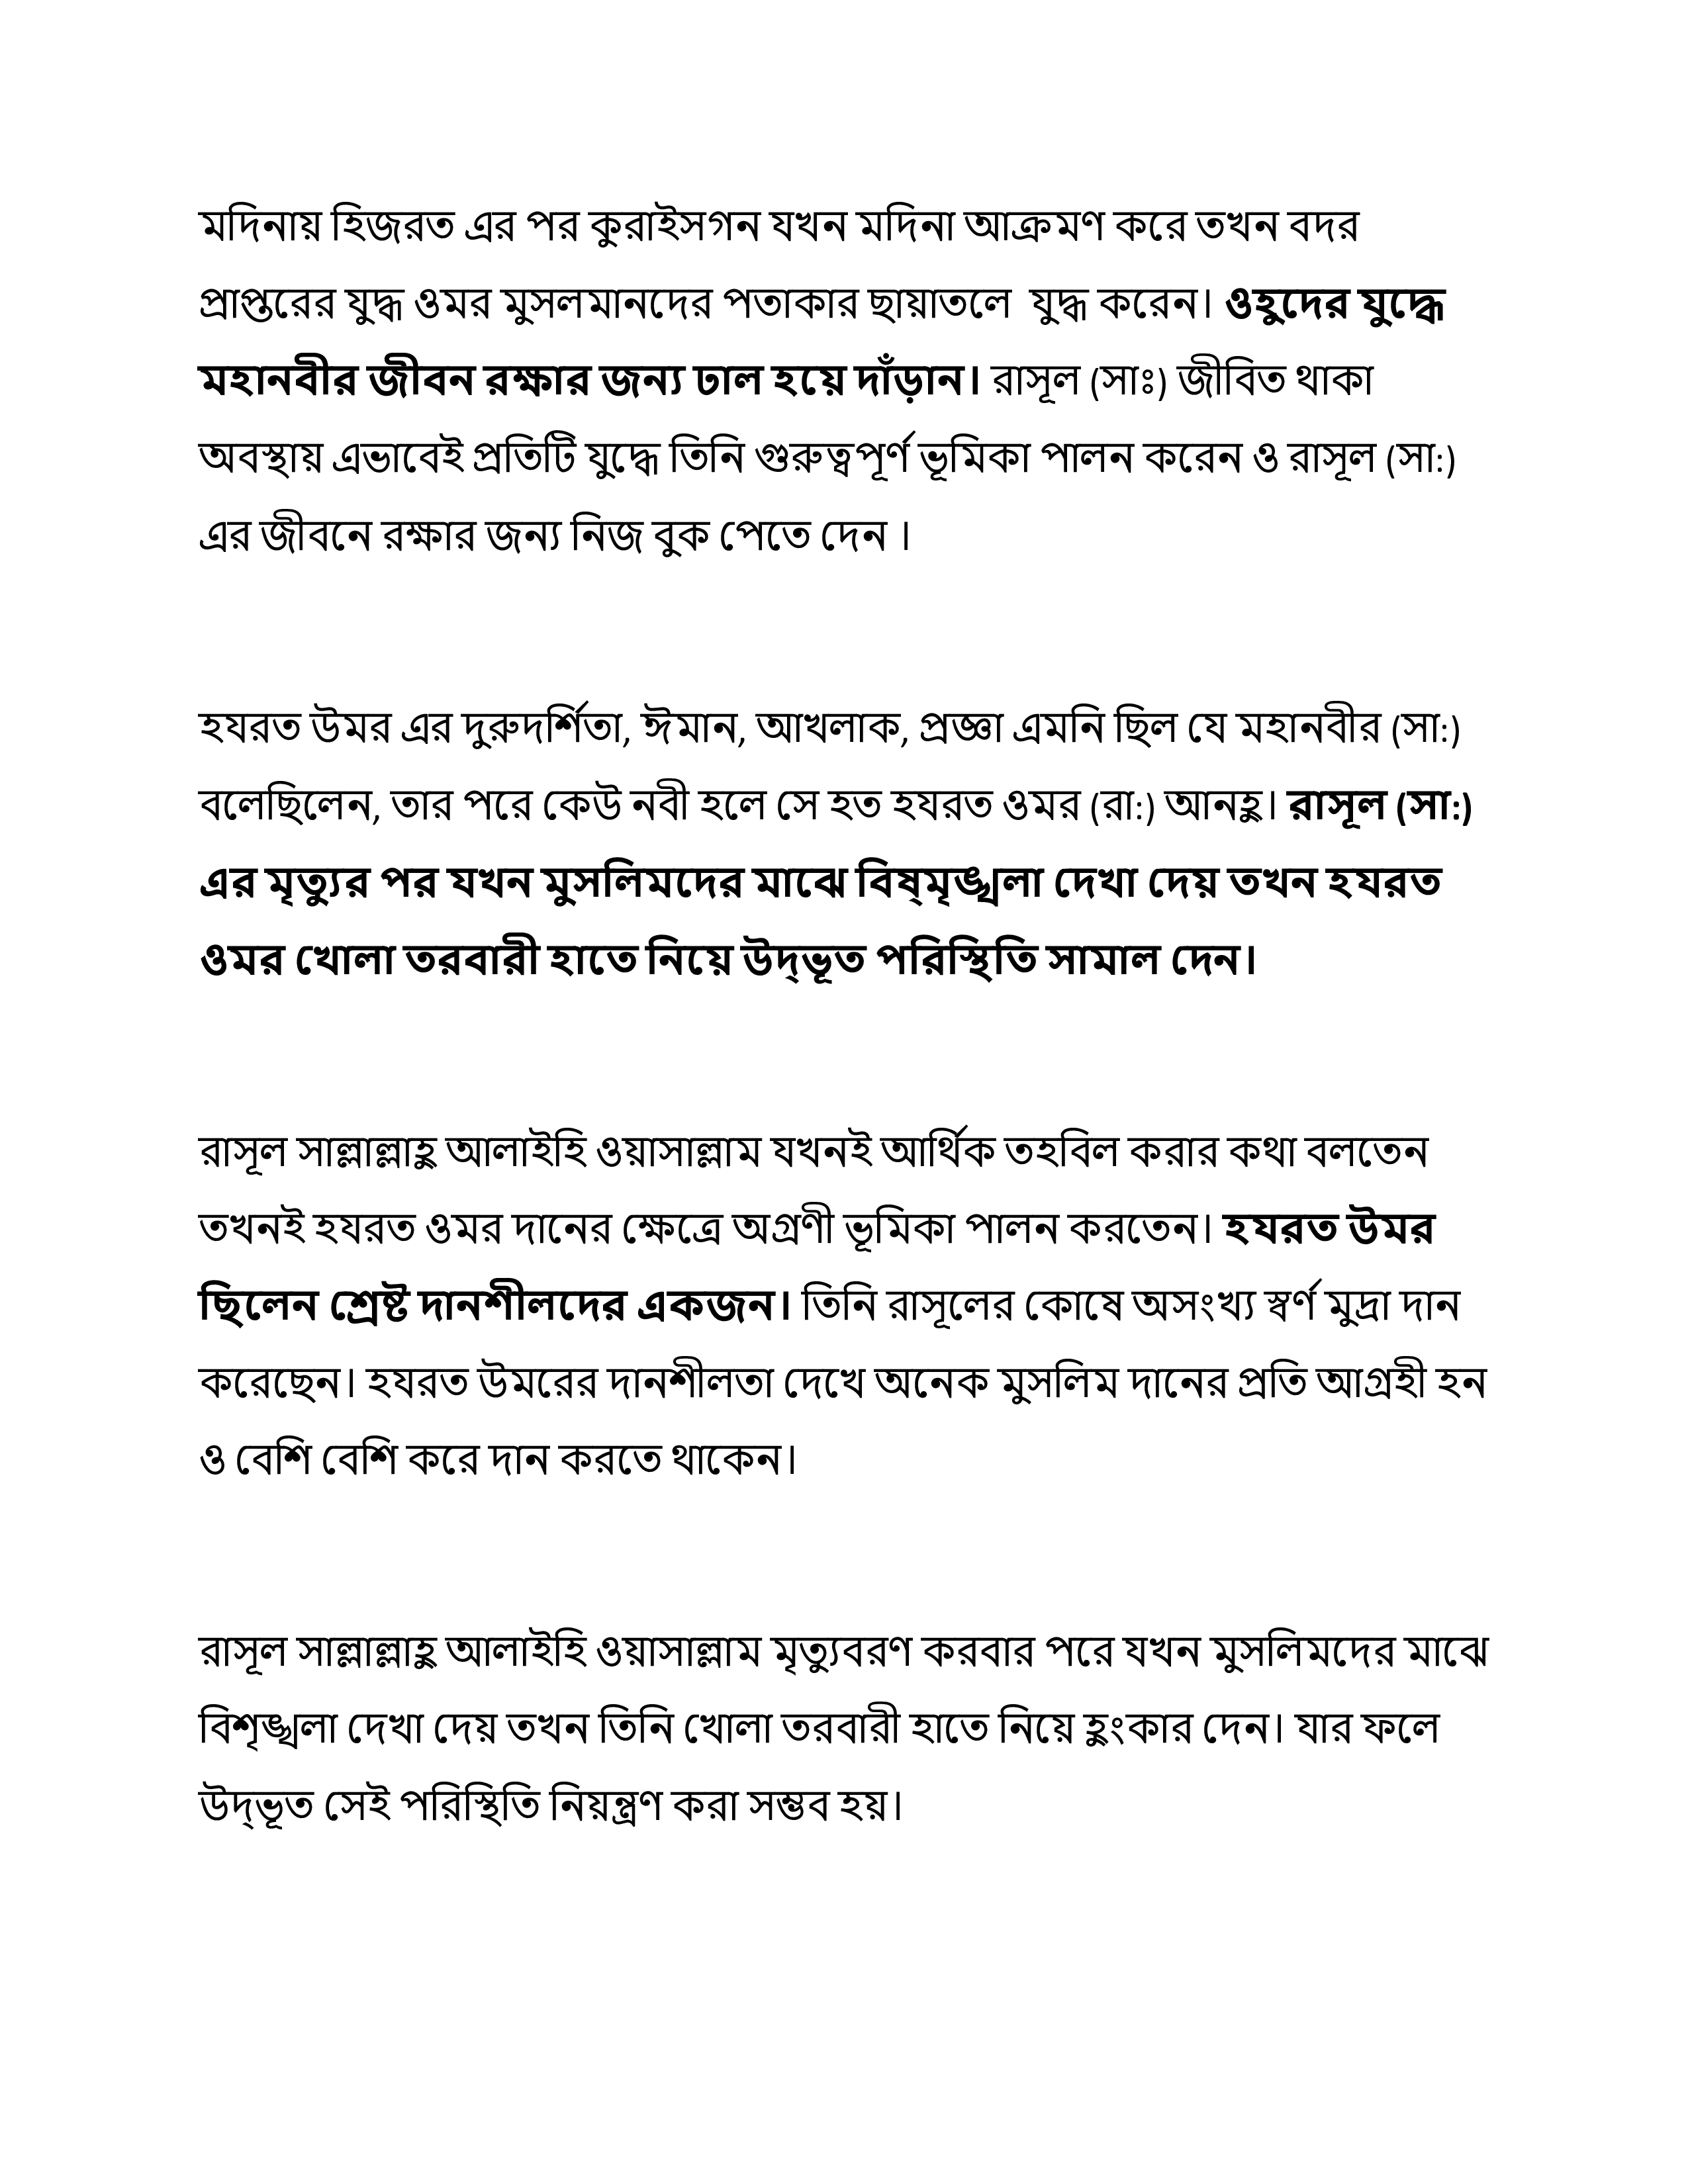 মদিনায় হিজরত এর পর কুরাইসগন যখন মদিনা আক্রমণ করে তখন বদর
প্রাপ্তরের যুদ্ধ ওমর মুসলমানদের পতাকার ছায়াতলে যুদ্ধ করেন। ওহুদের যুদ্ধে
মহানবীর জীবন রক্ষার জন্য ঢাল হয়ে দাঁড়ান। রাসূল (সাঃ) জীবিত থাকা
অবস্থায় এভাবেই প্রতিটি যুদ্ধে তিনি গুরুত্বপূর্ণ ভূমিকা পালন করেন ও রাসূল (সা:)
এর জীবনে রক্ষার জন্য নিজ বুক পেতে দেন ।
হযরত উমর এর দুরুদর্শিতা, ঈমান, আখলাক, প্রজ্ঞা এমনি ছিল যে মহানবীর (সা:)
বলেছিলেন, তার পরে কেউ নবী হলে সে হত হযরত ওমর (রা:) আনহু। রাসূল (সা:)
এর মৃত্যুর পর যখন মুসলিমদের মাঝে বিষ্মৃঙ্খলা দেখা দেয় তখন হযরত
ওমর খোলা তরবারী হাতে নিয়ে উদ্ভূত পরিস্থিতি সামাল দেন।
রাসূল সাল্লাল্লাহু আলাইহি ওয়াসাল্লাম যখনই আর্থিক তহবিল করার কথা বলতেন
তখনই হযরত ওমর দানের ক্ষেত্রে অগ্রণী ভূমিকা পালন করতেন। হযরত উমর
ছিলেন শ্রেষ্ট দানশীলদের একজন। তিনি রাসূলের কোষে অসংখ্য স্বর্ণ মুদ্রা দান
করেছেন। হযরত উমরের দানশীলতা দেখে অনেক মুসলিম দানের প্রতি আগ্রহী হন
ও বেশি বেশি করে দান করতে থাকেন।
রাসূল সাল্লাল্লাহু আলাইহি ওয়াসাল্লাম মৃত্যুবরণ করবার পরে যখন মুসলিমদের মাঝে
বিশৃঙ্খলা দেখা দেয় তখন তিনি খোলা তরবারী হাতে নিয়ে হুংকার দেন। যার ফলে
উদ্ভূত সেই পরিস্থিতি নিয়ন্ত্রণ করা সম্ভব হয়।